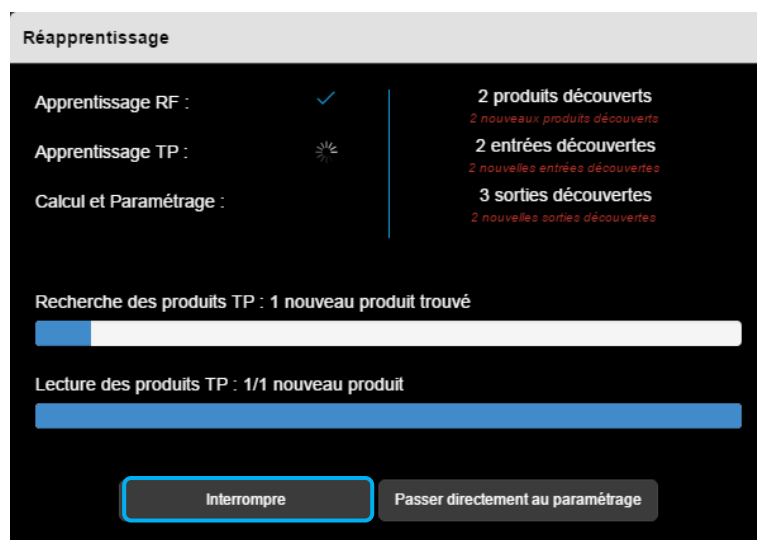 Réapprentissage
Apprentissage RF :
Apprentissage TP :
Calcul et Paramétrage :
2 produits découverts
2 nouveaux produits découverts
2 entrées découvertes
2 nouvelles entrées découvertes
3 sorties découvertes
2 nouvelles sorties découvertes
Recherche des produits TP : 1 nouveau produit trouvé
Lecture des produits TP : 1/1 nouveau produit
Interrompre
Passer directement au paramétrage